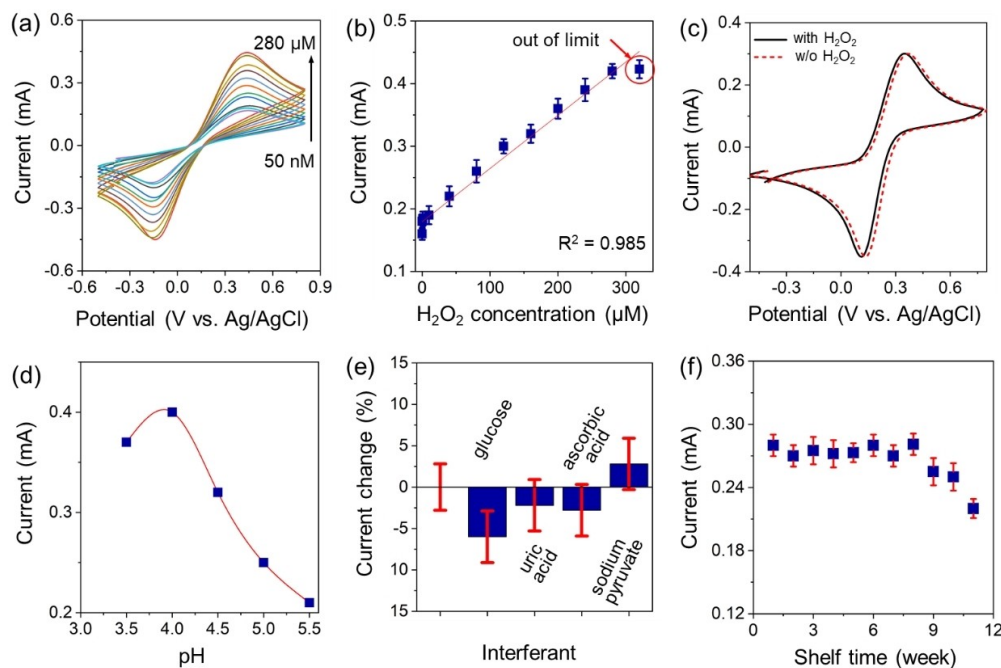 (a)
0.6
0.3
0.0
-0.3
-0.6
Current (mA)
280 µM
50 nM
-0.6 -0.3 0.0 0.3 0.6 0.9
Potential (V vs. Ag/AgCl)
(b)
0.5
0.4
0.3
0.2
0.1
Current (mA)
out of limit
R² = 0.985
0 100 200 300
H₂O₂ concentration (µM)
(c)
0.4
0.2
0.0
-0.2
-0.4
Current (mA)
with H₂O₂
w/o H₂O₂
-0.3 0.0 0.3 0.6
Potential (V vs. Ag/AgCl)
(d)
0.4
0.3
0.2
Current (mA)
3.0 3.5 4.0 4.5 5.0 5.5
pH
(e)
15
10
5
0
-5
10
15
Current change (%)
glucose
uric
acid
ascorbic
acid
sodium
pyruvate
Interferant
(f)
0.36
0.30
0.24
0.18
0.12
Current (mA)
0 3 6 9 12
Shelf time (week)